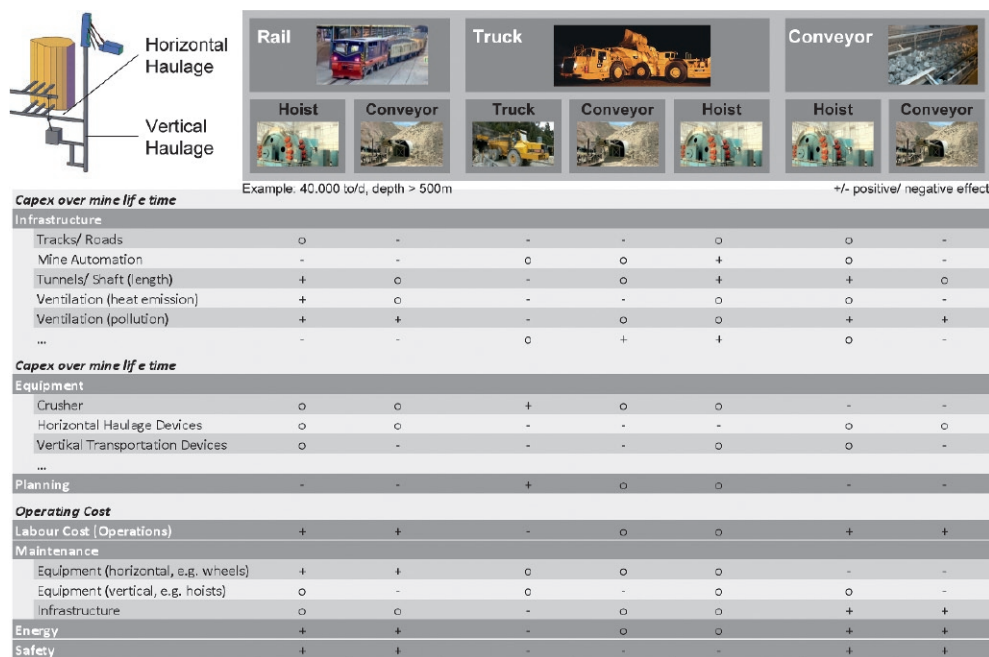 Horizontal
Haulage
Vertical
Haulage
Rail Truck Conveyor
Hoist Conveyor Truck Conveyor Hoist Hoist Conveyor
Example: 40.000 to/d, depth > 500m +/- positive/ negative effect
Capex over mine life time
Infrastructure
Tracks/ Roads o - - - o o -
Mine Automation - - o o + o -
Tunnels/ Shaft (length) + o - o + + o
Ventilation (heat emission) + o - - o o -
Ventilation (pollution) + + - o o + +
... - - o + + o -
Capex over mine life time
Equipment
Crusher o o + o o - -
Horizontal Haulage Devices o o - - - o o
Vertikal Transportation Devices o - - - o o -
...
Planning - - + o o - -
Operating Cost
Labour Cost (Operations) + + - o o + +
Maintenance
Equipment (horizontal, e.g. wheels) + + o o o - -
Equipment (vertical, e.g. hoists) o - o - o o -
Infrastructure o o - o o + +
Energy + + - o o + +
Safety + + - - - + +